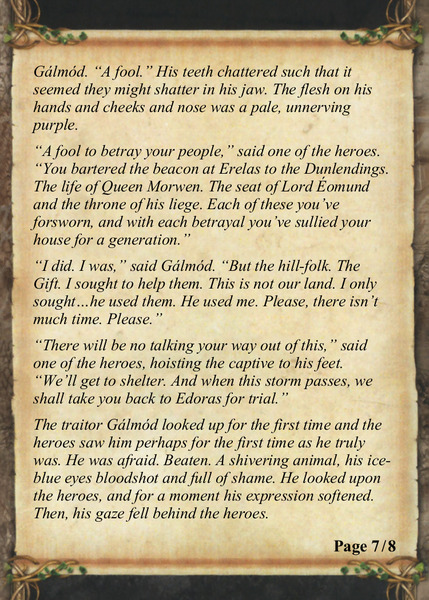 Gálmód. “A fool.” His teeth chattered such that it
seemed they might shatter in his jaw. The flesh on his
hands and cheeks and nose was a pale, unnerving
purple.
“A fool to betray your people,” said one of the heroes.
“You bartered the beacon at Erelas to the Dunlendings.
The life of Queen Morwen. The seat of Lord Éomund
and the throne of his liege. Each of these you’ve
forsworn, and with each betrayal you’ve sullied your
house for a generation.”
“I did. I was,” said Gálmód. “But the hill-folk. The
Gift. I sought to help them. This is not our land. I only
sought…he used them. He used me. Please, there isn’t
much time. Please.”
“There will be no talking your way out of this,” said
one of the heroes, hoisting the captive to his feet.
“We’ll get to shelter. And when this storm passes, we
shall take you back to Edoras for trial.”
The traitor Gálmód looked up for the first time and the
heroes saw him perhaps for the first time as he truly
was. He was afraid. Beaten. A shivering animal, his ice-
blue eyes bloodshot and full of shame. He looked upon
the heroes, and for a moment his expression softened.
Then, his gaze fell behind the heroes.
Page 7/8